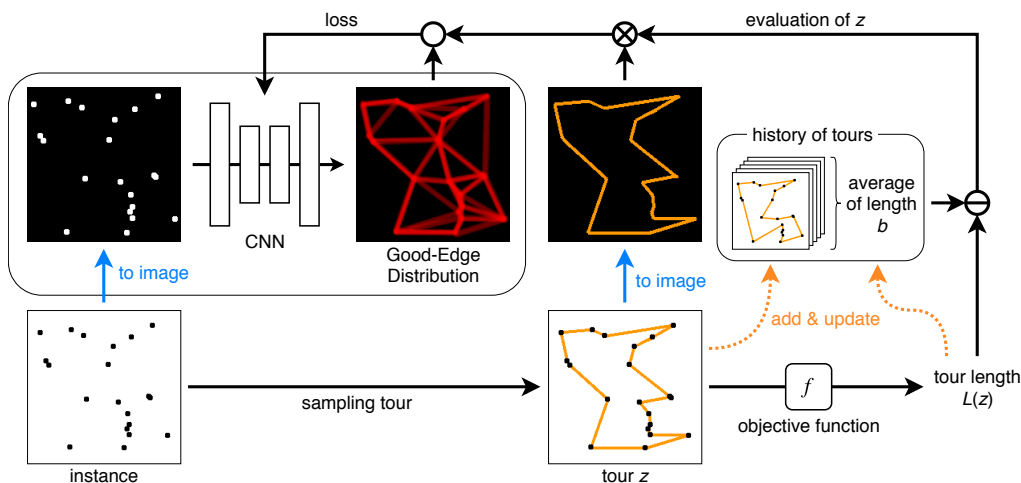 loss
evaluation of z
history of tours
average
of length
b
CNN
Good-Edge
Distribution
to image
to image
add & update
sampling tour
f
objective function
tour length
L(z)
instance
tour z